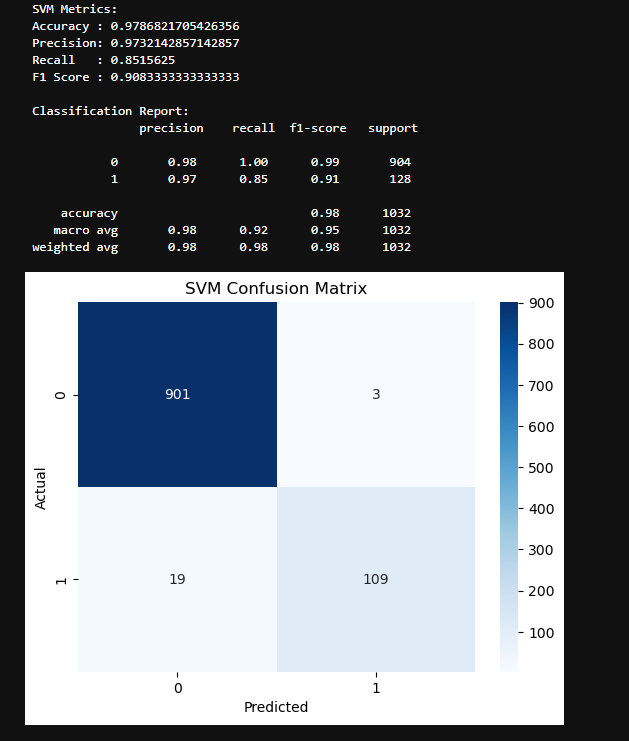 SVM Metrics:
Accuracy : 0.9786821705426356
Precision: 0.9732142857142857
Recall   : 0.8515625
F1 Score : 0.9083333333333333
Classification Report:
precision    recall  f1-score   support
0       0.98      1.00      0.99       904
1       0.97      0.85      0.91       128
accuracy                           0.98      1032
macro avg       0.98      0.92      0.95      1032
weighted avg       0.98      0.98      0.98      1032
SVM Confusion Matrix
900
800
700
600
500
400
300
200
100
Actual
0
1
901
3
19
109
0
1
Predicted